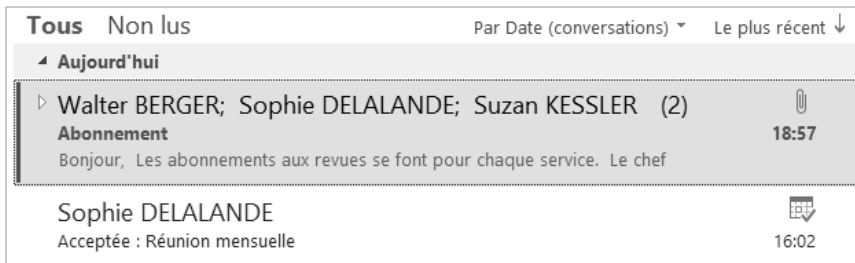 Tous Non lus Par Date (conversations) Le plus récent
Aujourd'hui
Walter BERGER; Sophie DELALANDE; Suzan KESSLER (2)
Abonnement 18:57
Bonjour, Les abonnements aux revues se font pour chaque service. Le chef
Sophie DELALANDE
Acceptée : Réunion mensuelle 16:02